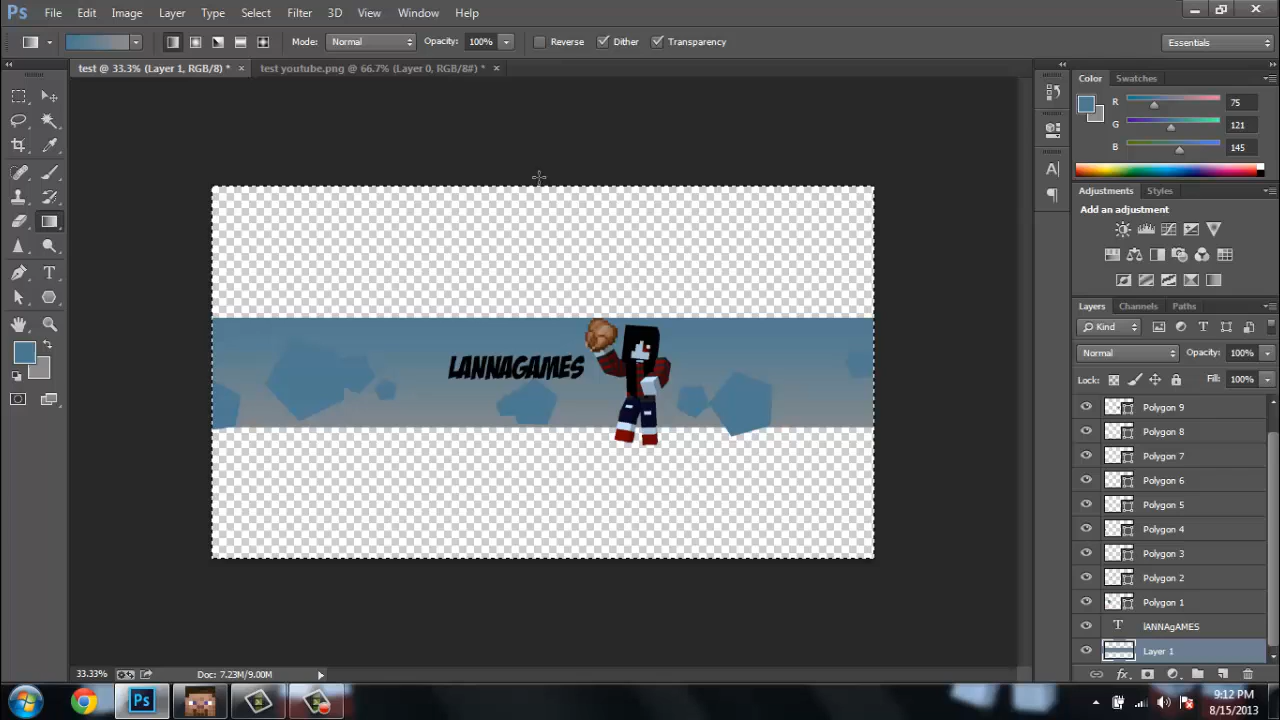 Ps File Edit Image Layer Type Select Filter 3D View Window Help
Mode: Normal Opacity: 100% Reverse Dither Transparency Essentials
test @ 33.3% (Layer 1, RGB/8) * × test youtube.png @ 66.7% (Layer 0, RGB/8#) * ×
Color Swatches
R 75
G 121
B 145
Adjustments Styles
Add an adjustment
Layers Channels Paths
Kind
Normal Opacity: 100%
Lock: Fill: 100%
LANNAGAMES
Polygon 9
Polygon 8
Polygon 7
Polygon 6
Polygon 5
Polygon 4
Polygon 3
Polygon 2
Polygon 1
lANNAgAMES
Layer 1
33.33% Doc: 7.23M/9.00M
Ps
9:12 PM
8/15/2013